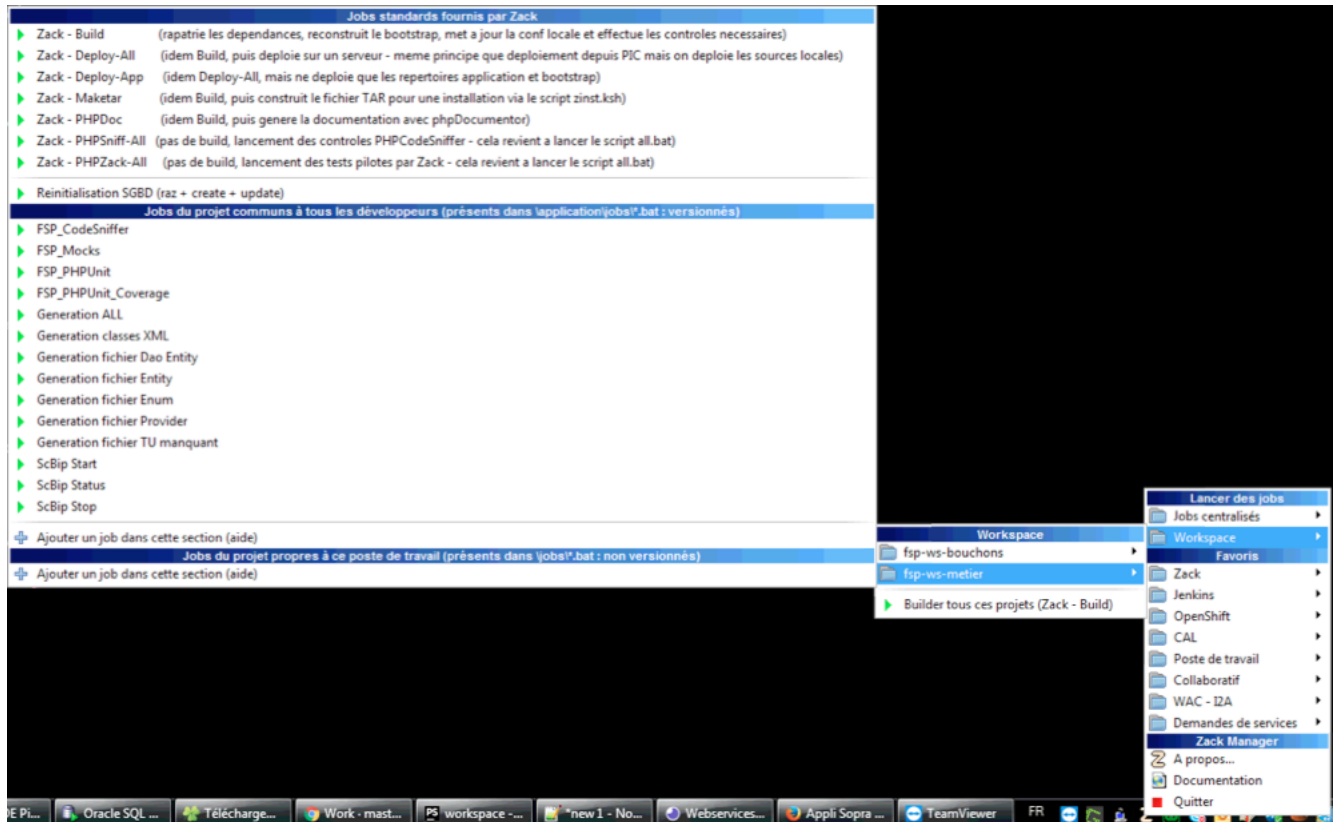 Jobs standards fournis par Zack
Zack - Build (rapatrie les dependances, reconstruit le bootstrap, met a jour la conf locale et effectue les controles necessaires)
Zack - Deploy-All (idem Build, puis deploie sur un serveur - meme principe que deploiement depuis PIC mais on deploie les sources locales)
Zack - Deploy-App (idem Deploy-All, mais ne deploie que les repertoires application et bootstrap)
Zack - Maketar (idem Build, puis construit le fichier TAR pour une installation via le script zinst.ksh)
Zack - PHPDoc (idem Build, puis genere la documentation avec phpDocumentor)
Zack - PHPSniff-All (pas de build, lancement des controles PHPCodeSniffer - cela revient a lancer le script all.bat)
Zack - PHPZack-All (pas de build, lancement des tests pilotes par Zack - cela revient a lancer le script all.bat)
Reinitialisation SGBD (raz + create + update)
Jobs du projet communs à tous les développeurs (présents dans \application\jobs\*.bat : versionnés)
FSP_CodeSniffer
FSP_Mocks
FSP_PHPUnit
FSP_PHPUnit_Coverage
Generation ALL
Generation classes XML
Generation fichier Dao Entity
Generation fichier Entity
Generation fichier Enum
Generation fichier Provider
Generation fichier TU manquant
ScBip Start
ScBip Status
ScBip Stop
Ajouter un job dans cette section (aide)
Jobs du projet propres à ce poste de travail (présents dans \jobs\*.bat : non versionnés)
Ajouter un job dans cette section (aide)
Workspace
fsp-ws-bouchons
fsp-ws-metier
Builder tous ces projets (Zack - Build)
Lancer des jobs
Jobs centralisés
Workspace
Favoris
Zack
Jenkins
OpenShift
CAL
Poste de travail
Collaboratif
WAC - I2A
Demandes de services
Zack Manager
A propos...
Documentation
Quitter
DE Pi... Oracle SQL ... Télécharge... Work - mast... workspace -... *new 1 - No... Webservices... Appli Sopra ... TeamViewer FR